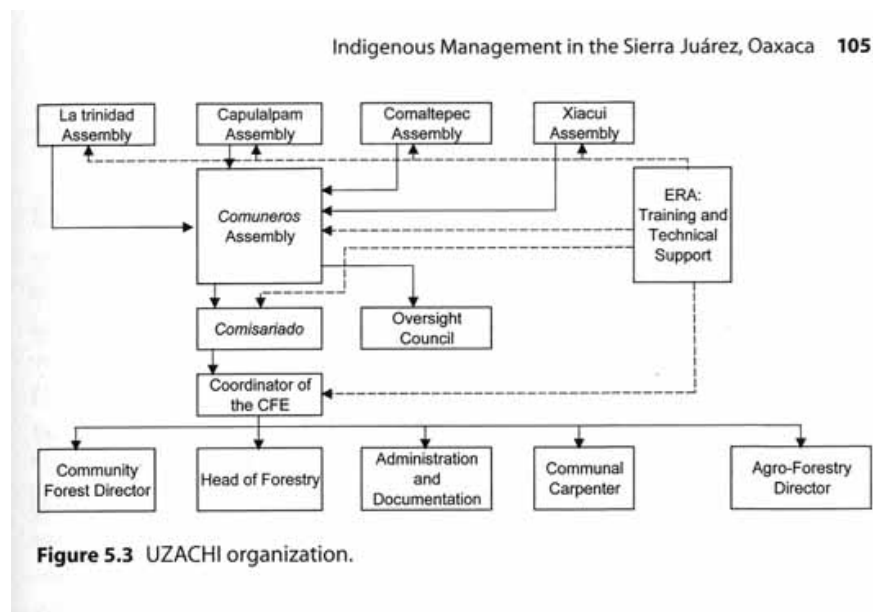 Indigenous Management in the Sierra Juárez, Oaxaca 105
La trinidad
Assembly
Capulalpam
Assembly
Comaltepec
Assembly
Xiacui
Assembly
Comuneros
Assembly
ERA:
Training and
Technical
Support
Comisariado
Oversight
Council
Coordinator of
the CFE
Community
Forest Director
Head of Forestry
Administration
and
Documentation
Communal
Carpenter
Agro-Forestry
Director
Figure 5.3 UZACHI organization.